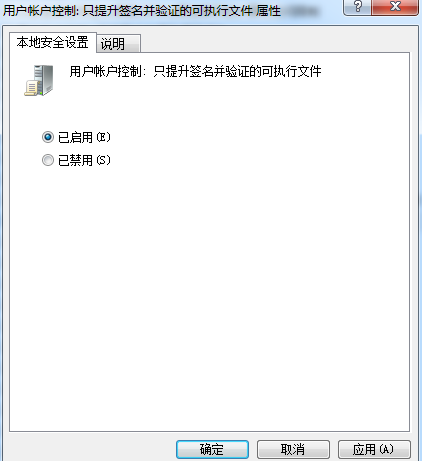 用户帐户控制: 只提升签名并验证的可执行文件 属性
本地安全设置 说明
用户帐户控制: 只提升签名并验证的可执行文件
已启用(E)
已禁用(S)
确定 取消 应用(A)